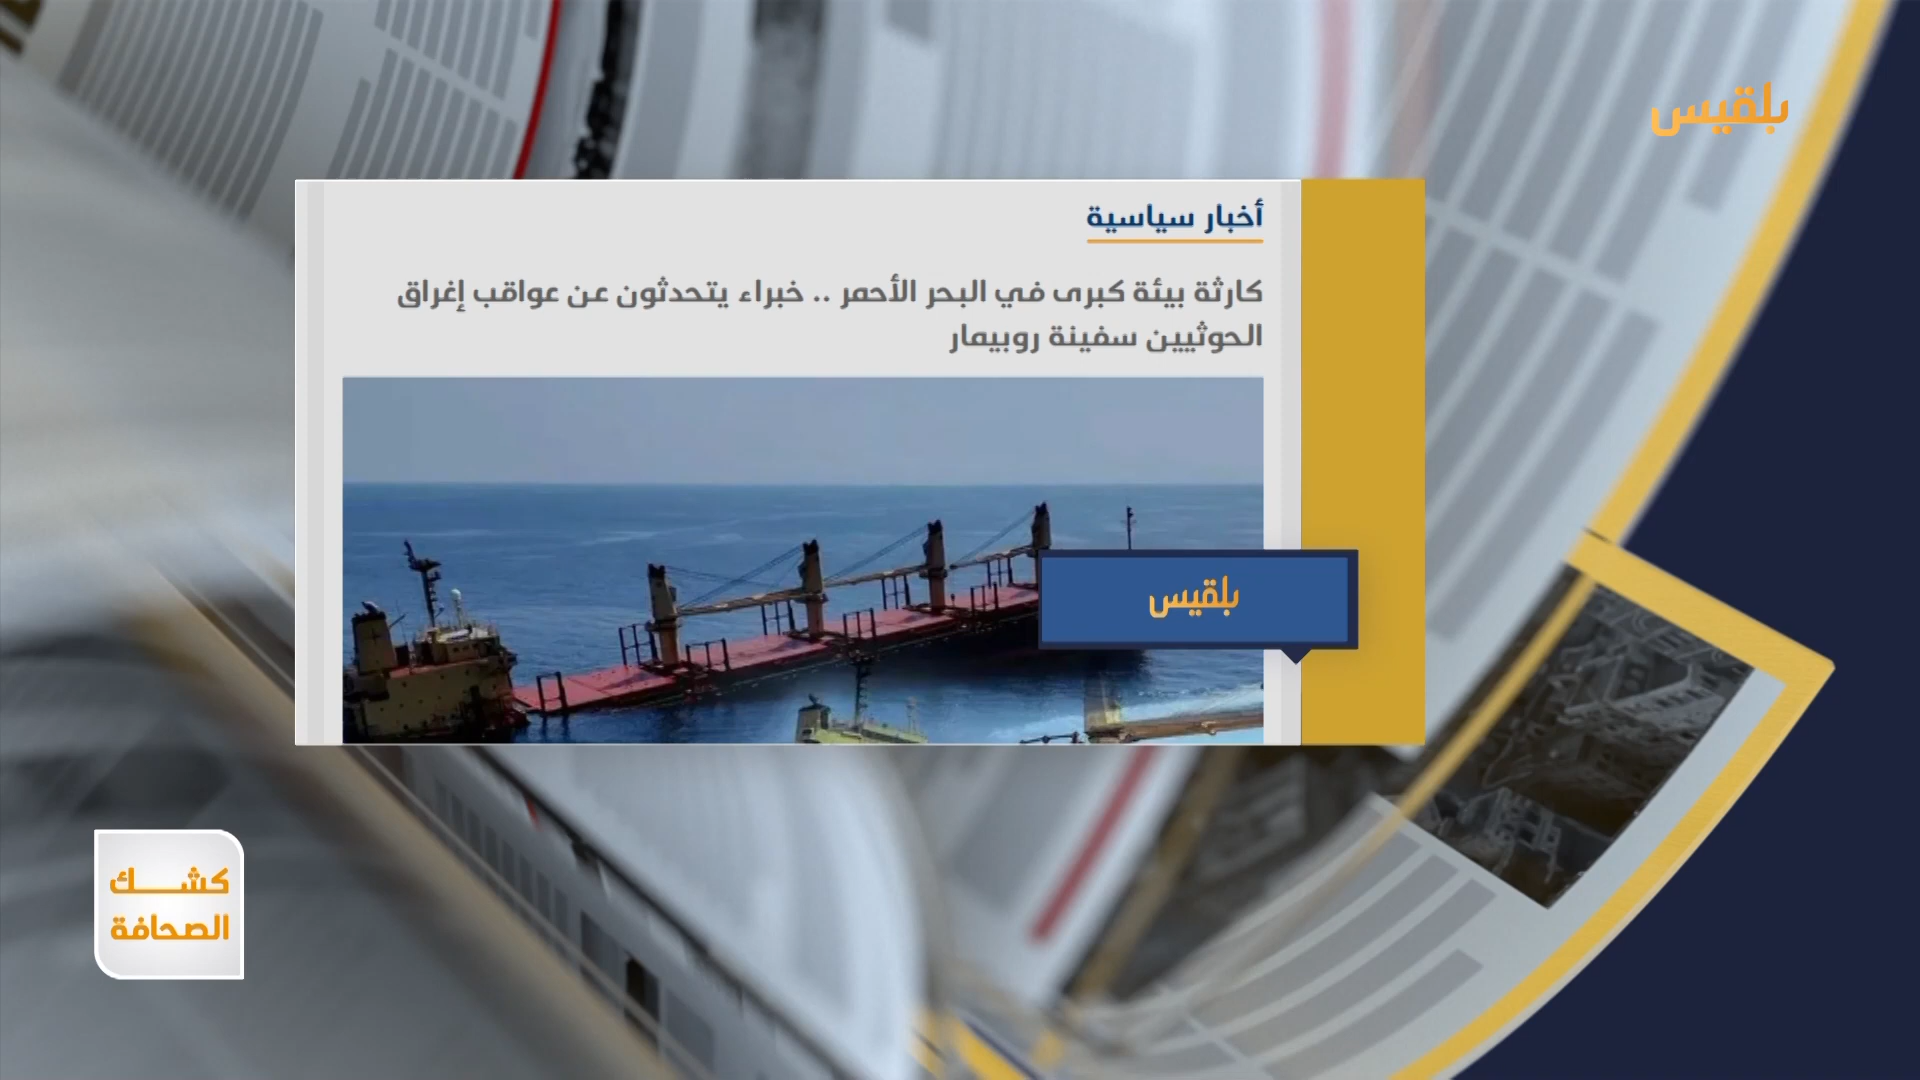 بلقيس
أخبار سياسية
كارثة بيئة كبرى في البحر الأحمر .. خبراء يتحدثون عن عواقب إغراق
الحوثيين سفينة روبيمار
بلقيس
كشك
الصحافة